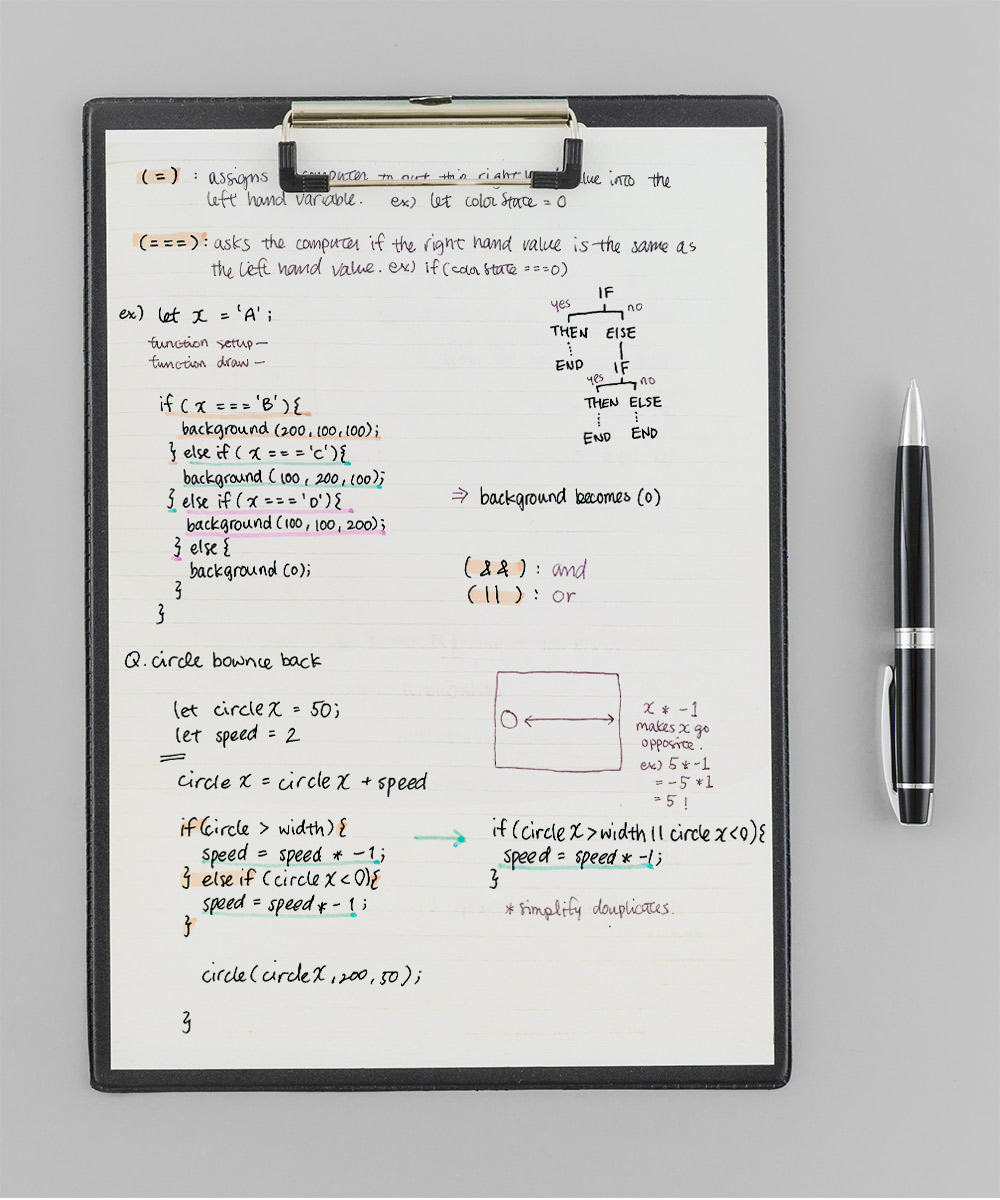 (=) : assigns computer to put this right value into the
left hand variable. ex) let colorState = 0
(===) : asks the computer if the right hand value is the same as
the left hand value. ex) if (colorState ===0)
ex) let x = 'A' ;
function setup —
function draw —
IF
yes no
THEN ElSE
END IF
yes no
THEN ELSE
END END
if ( x === 'B' ) {
background (200, 100, 100);
} else if ( x === 'C' ) {
background (100, 200, 100);
} else if ( x === 'D' ) {
background (100, 100, 200);
} else {
background (0);
}
}
⇒ background becomes (0)
( && ) : and
( || ) : or
Q. circle bownce back
let circle x = 50;
let speed = 2
circle x = circle x + speed
if(circle > width) {
speed = speed * -1;
} else if (circle x < 0){
speed = speed * -1 ;
}
circle(circle x, 200, 50);
}
x * -1
makes x go
opposite.
ex) 5 * -1
= -5 *1
= 5 !
→ if (circle x > width || circle x < 0) {
speed = speed * -1;
}
* simplify douplicates.